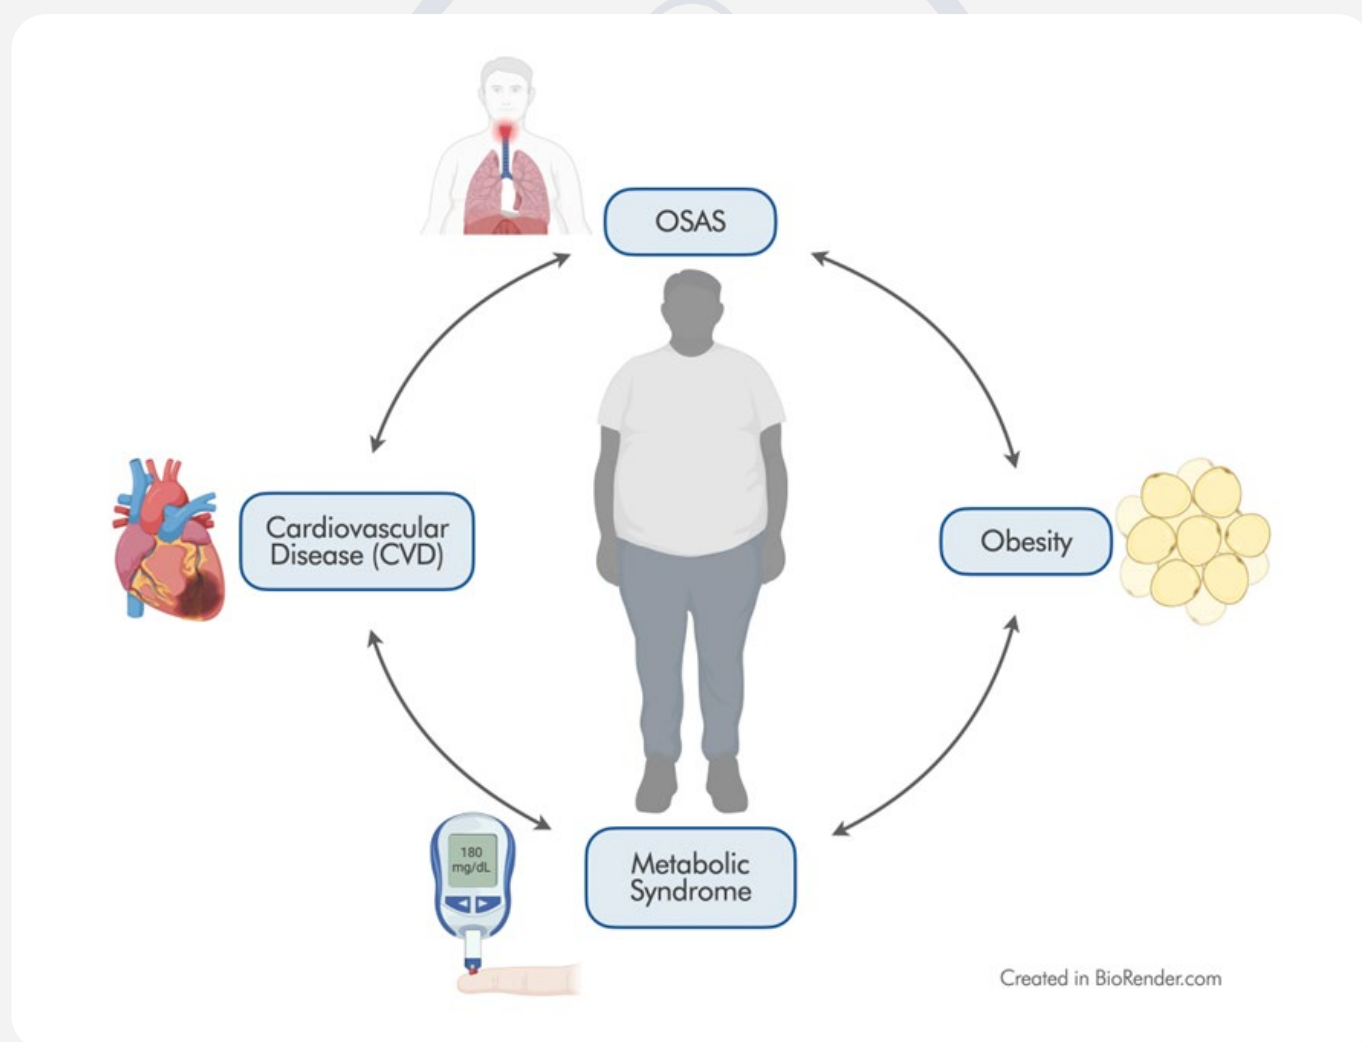 OSAS
Cardiovascular
Disease (CVD)
Obesity
180
mg/dL
Metabolic
Syndrome
Created in BioRender.com